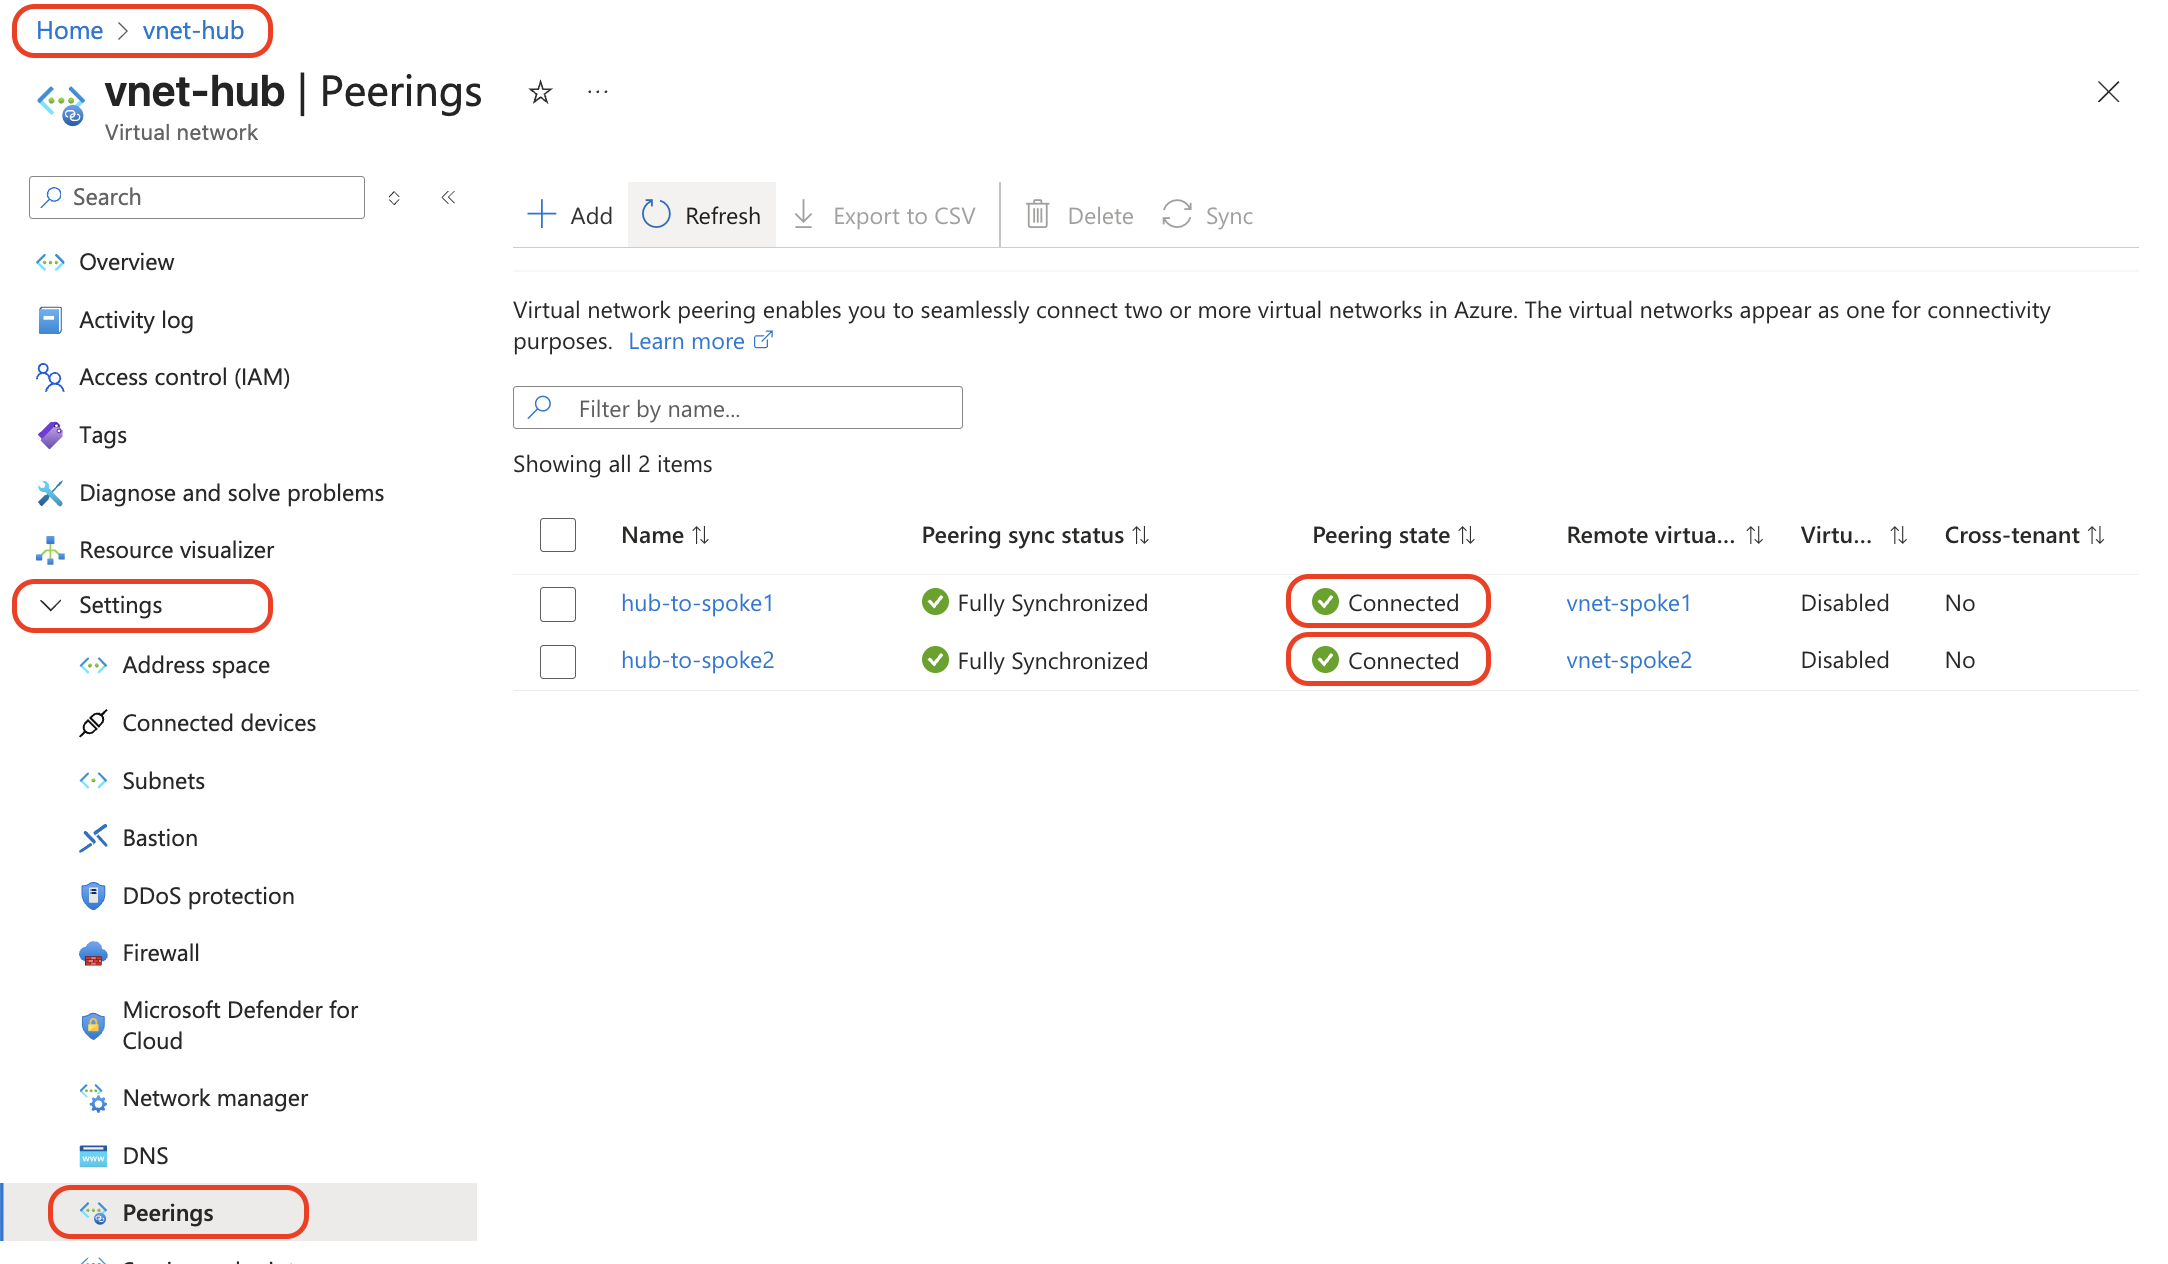 Home > vnet-hub
vnet-hub | Peerings
Virtual network
Search
Overview
Activity log
Access control (IAM)
Tags
Diagnose and solve problems
Resource visualizer
Settings
Address space
Connected devices
Subnets
Bastion
DDoS protection
Firewall
Microsoft Defender for
Cloud
Network manager
DNS
Peerings
Add Refresh Export to CSV Delete Sync
Virtual network peering enables you to seamlessly connect two or more virtual networks in Azure. The virtual networks appear as one for connectivity
purposes. Learn more
Filter by name...
Showing all 2 items
Name Peering sync status Peering state Remote virtua... Virtu... Cross-tenant
hub-to-spoke1 Fully Synchronized Connected vnet-spoke1 Disabled No
hub-to-spoke2 Fully Synchronized Connected vnet-spoke2 Disabled No